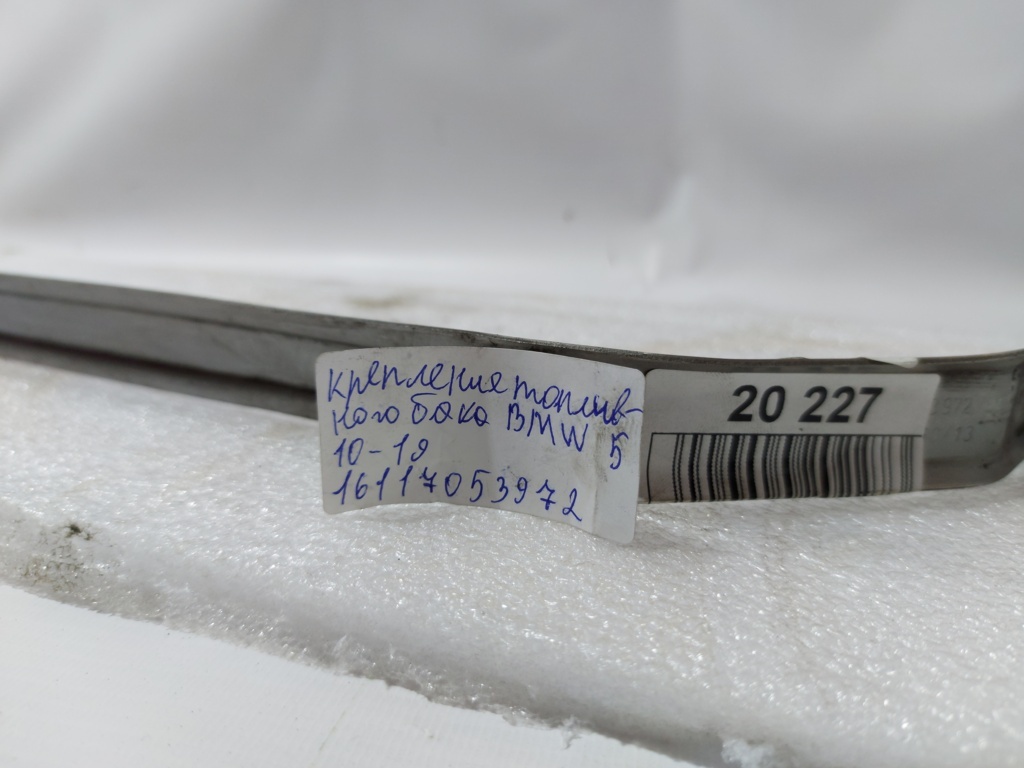 Крепление топлив-
ного бака BMW 5
10-19
16117053972
20 227